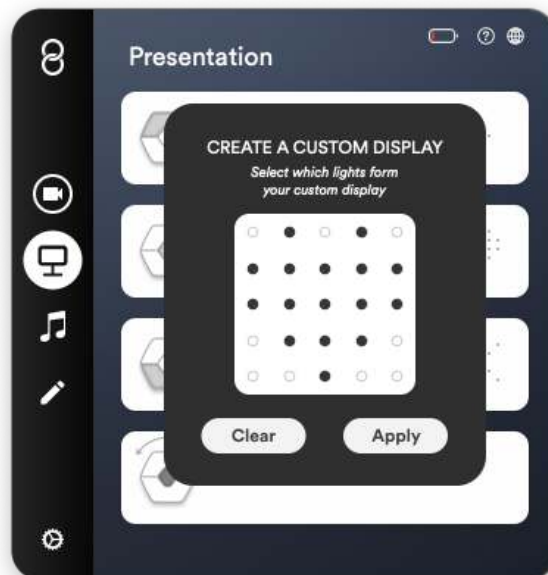 Presentation
CREATE A CUSTOM DISPLAY
Select which lights form
your custom display
Clear
Apply